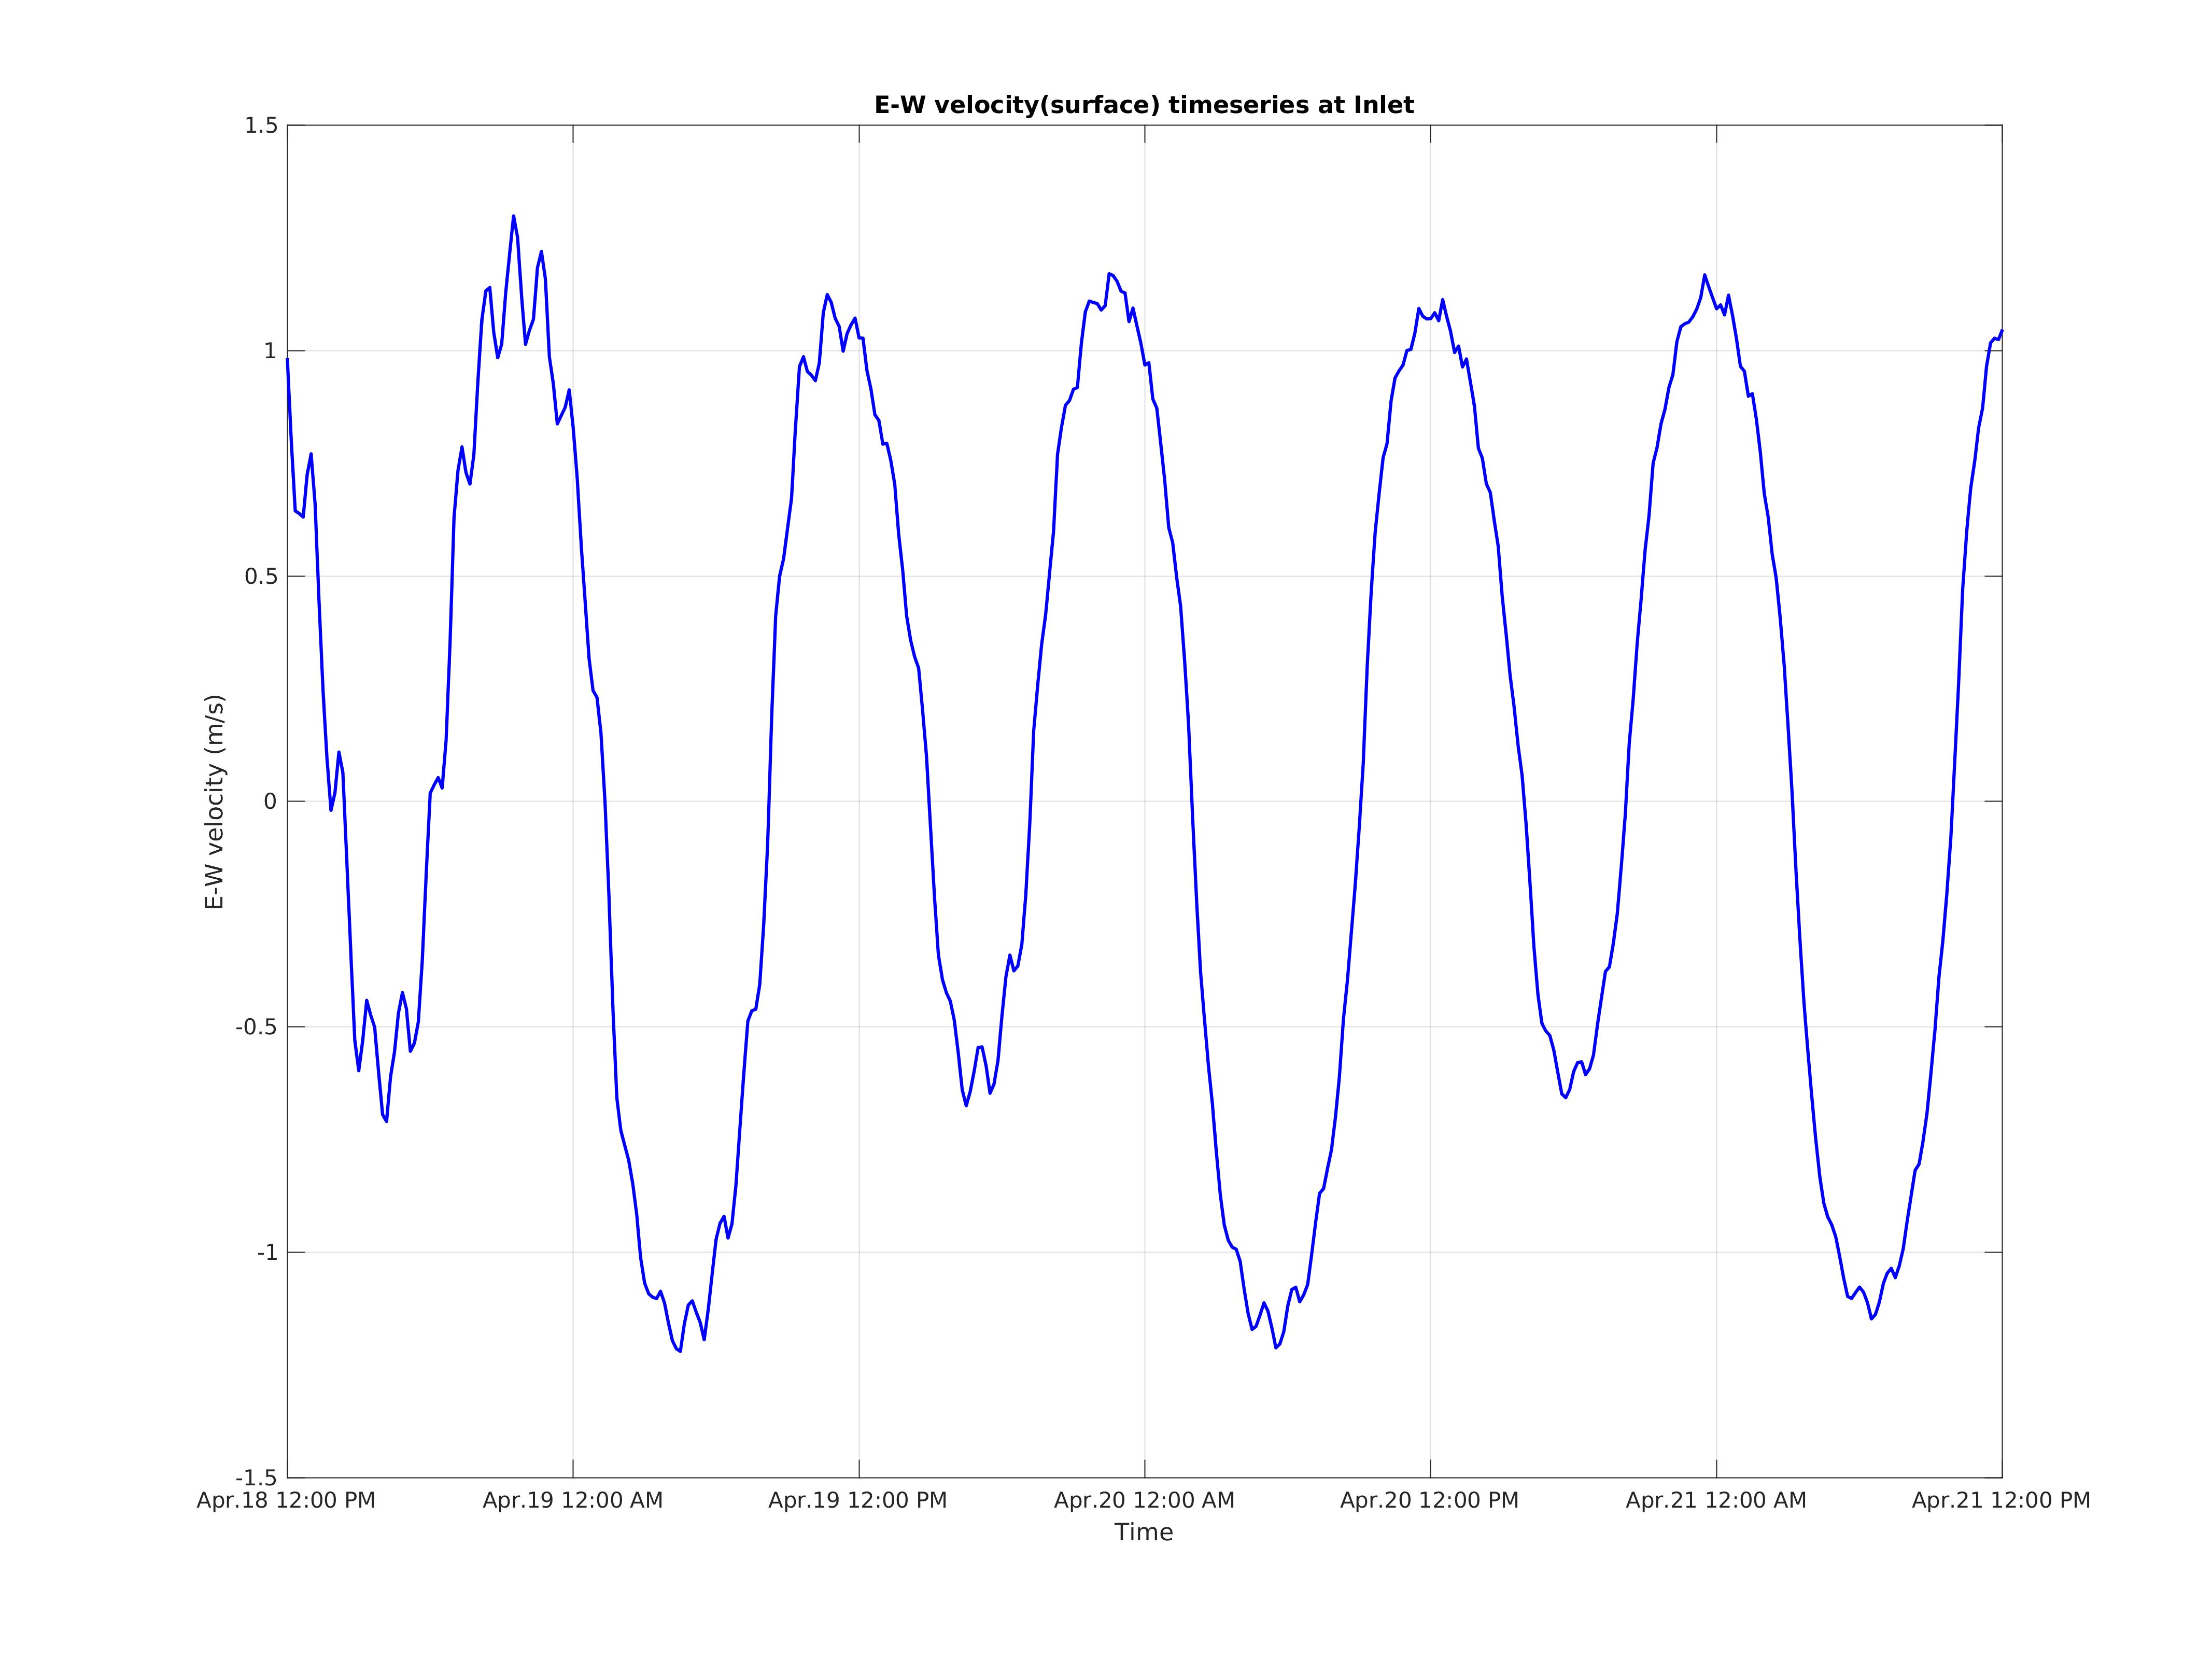 E-W velocity(surface) timeseries at Inlet
1.5
1
0.5
0
-0.5
-1
-1.5
E-W velocity (m/s)
Apr.18 12:00 PM
Apr.19 12:00 AM
Apr.19 12:00 PM
Apr.20 12:00 AM
Apr.20 12:00 PM
Apr.21 12:00 AM
Apr.21 12:00 PM
Time